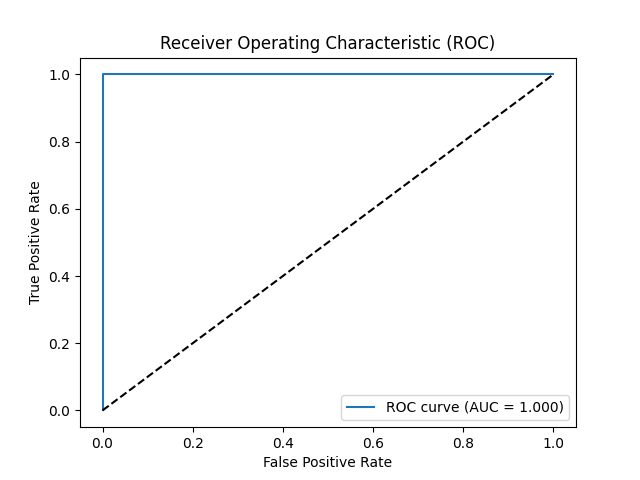 Receiver Operating Characteristic (ROC)
1.0
0.8
0.6
0.4
0.2
0.0
True Positive Rate
ROC curve (AUC = 1.000)
0.0 0.2 0.4 0.6 0.8 1.0
False Positive Rate